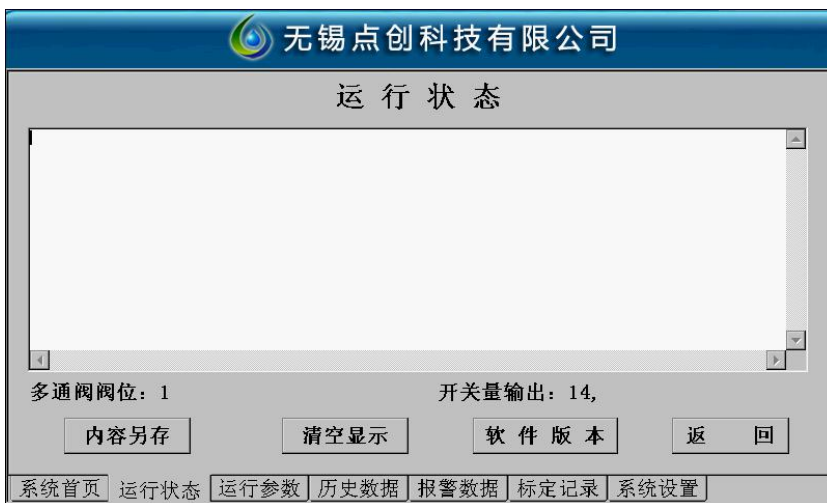 无锡点创科技有限公司
运行状态
多通阀阀位：1 开关量输出：14,
内容另存 清空显示 软件版本 返回
系统首页 运行状态 运行参数 历史数据 报警数据 标定记录 系统设置